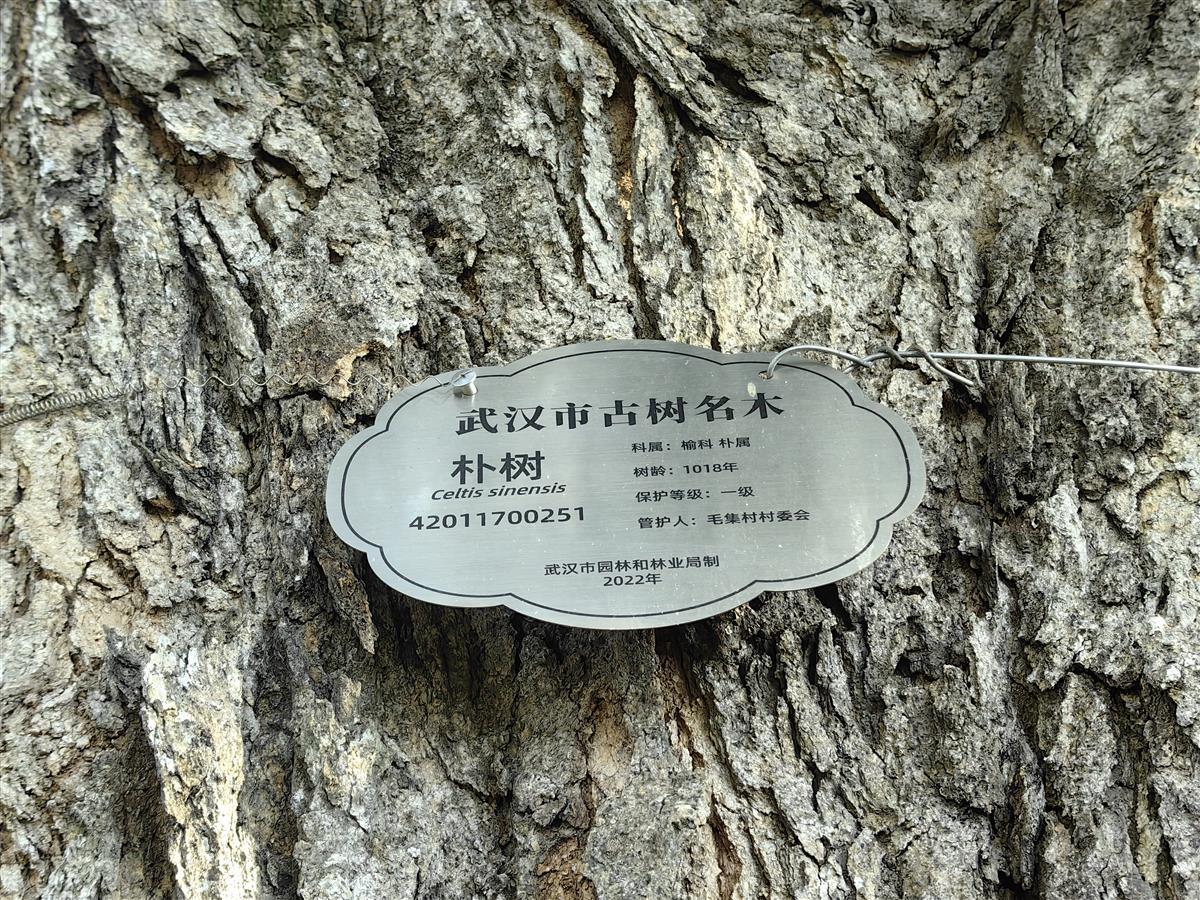 武汉市古树名木
朴树
Celtis sinensis
42011700251
科属：榆科 朴属
树龄：1018年
保护等级：一级
管护人：毛集村村委会
武汉市园林和林业局制
2022年